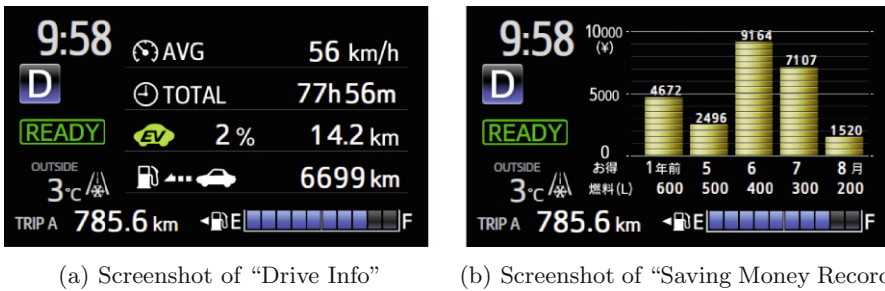 9:58
AVG 56 km/h
D
TOTAL 77h56m
READY
EV 2 % 14.2 km
OUTSIDE
3°C
6699 km
TRIP A 785.6 km E F
(a) Screenshot of “Drive Info”
9:58
10000
(¥)
9164
7107
D
5000
4672
2496
1520
READY
0
OUTSIDE
3°C
お得 1年前 5 6 7 8月
燃料(L) 600 500 400 300 200
TRIP A 785.6 km E F
(b) Screenshot of “Saving Money Record